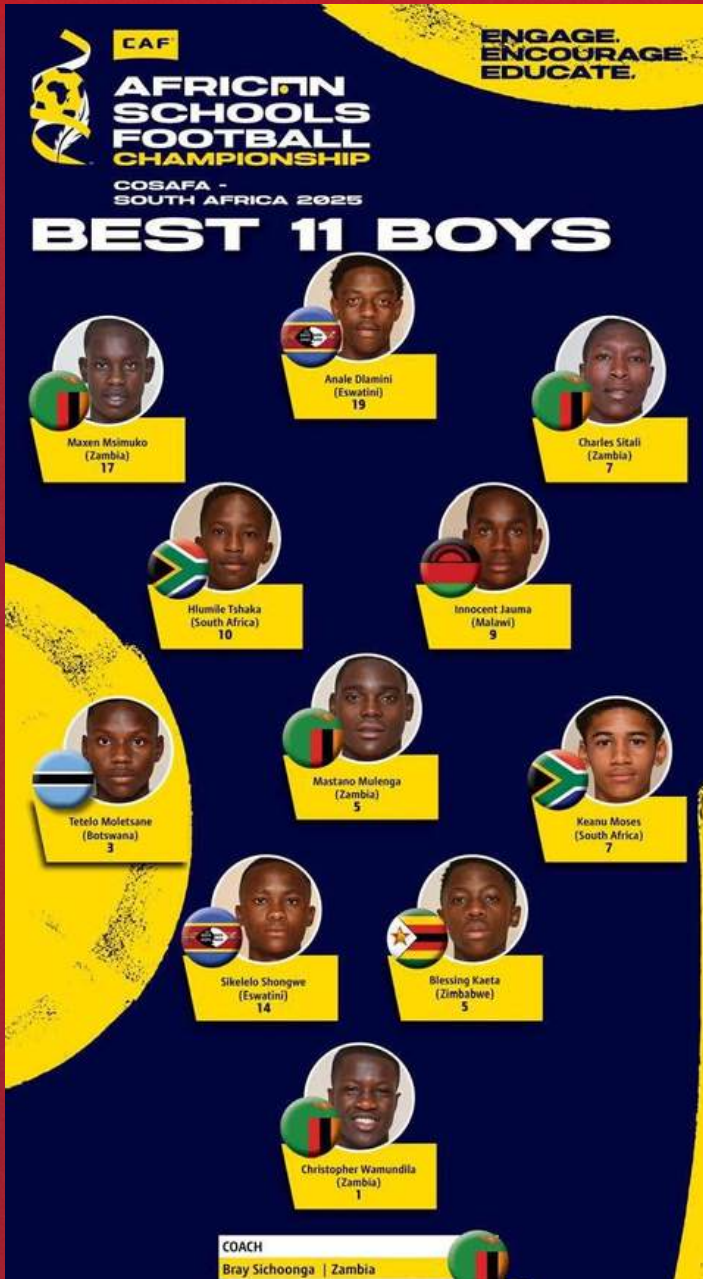 CAF
ENGAGE.
ENCOURAGE.
EDUCATE.
AFRICAN
SCHOOLS
FOOTBALL
CHAMPIONSHIP
COSAFA -
SOUTH AFRICA 2025
BEST 11 BOYS
Anale Dlamini
(Eswatini)
19
Maxen Msimuko
(Zambia)
17
Charles Sitali
(Zambia)
7
Hlumile Tshaka
(South Africa)
10
Innocent Jauma
(Malawi)
9
Mastano Mulenga
(Zambia)
5
Tetelo Moletsane
(Botswana)
3
Keanu Moses
(South Africa)
7
Sikelelo Shongwe
(Eswatini)
14
Blessing Kaeta
(Zimbabwe)
5
Christopher Wamundila
(Zambia)
1
COACH
Bray Sichoonga | Zambia